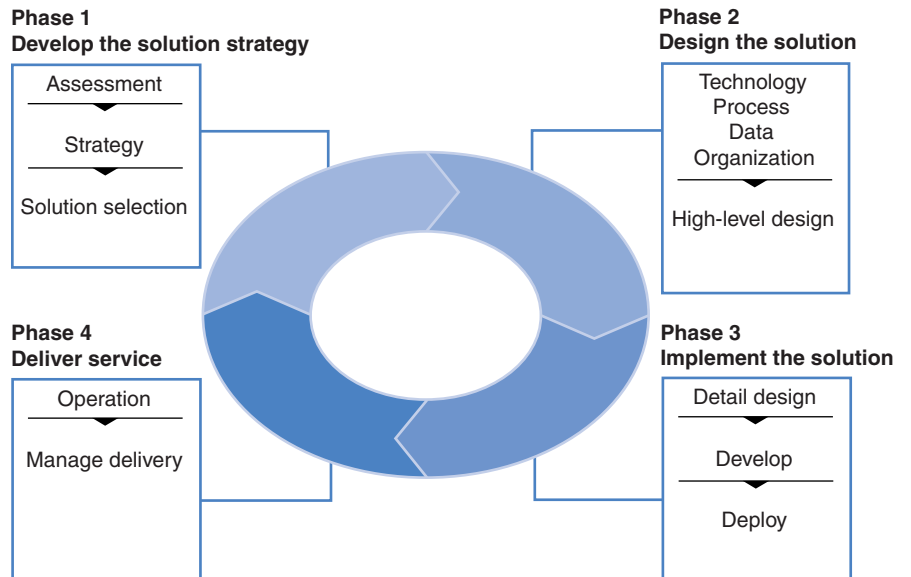 Phase 1
Develop the solution strategy
Assessment
Strategy
Solution selection
Phase 2
Design the solution
Technology
Process
Data
Organization
High-level design
Phase 4
Deliver service
Operation
Manage delivery
Phase 3
Implement the solution
Detail design
Develop
Deploy